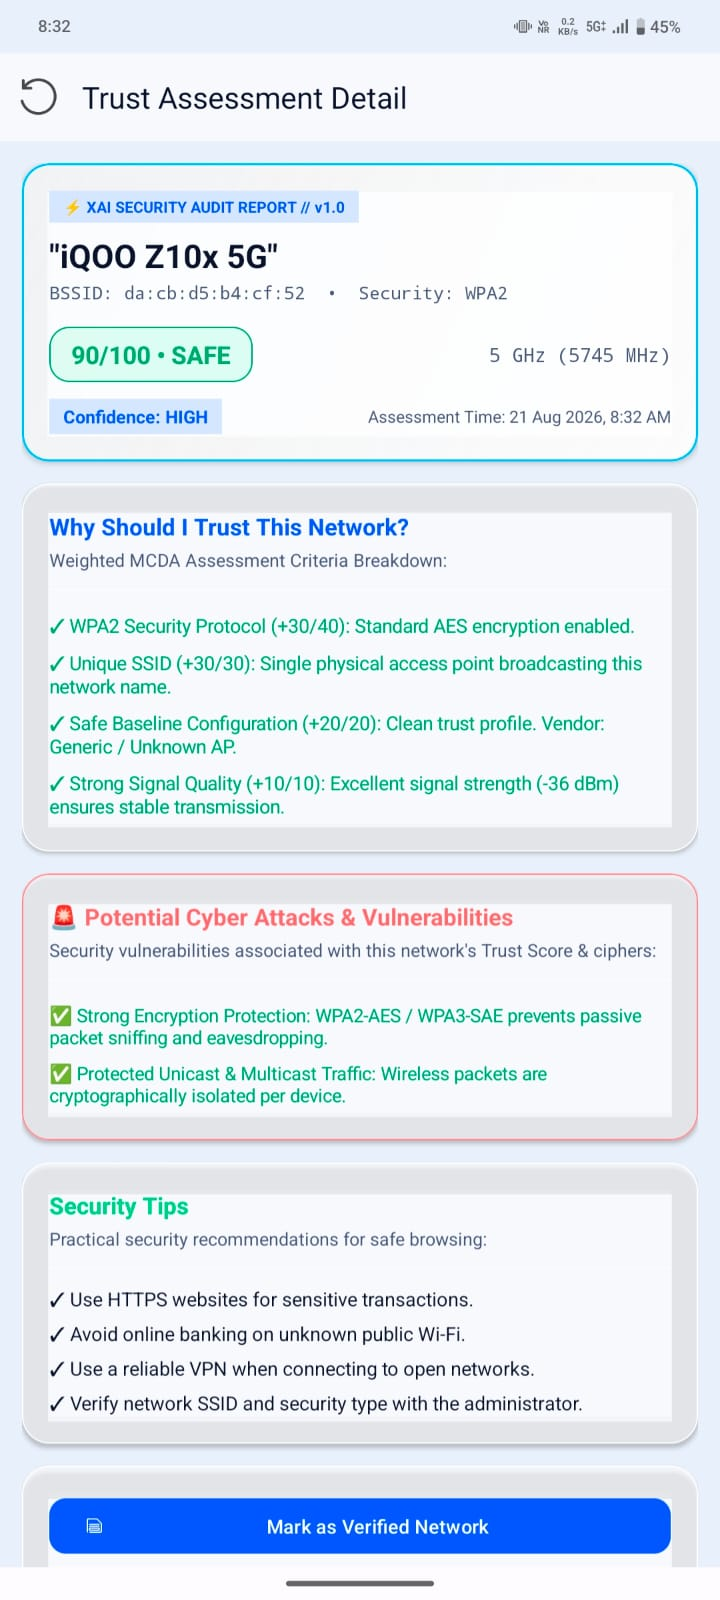 8:32
Vo NR 0.2 KB/s 5G 45%
Trust Assessment Detail
⚡ XAI SECURITY AUDIT REPORT // v1.0
"iQOO Z10x 5G"
BSSID: da:cb:d5:b4:cf:52 • Security: WPA2
90/100 • SAFE
5 GHz (5745 MHz)
Confidence: HIGH
Assessment Time: 21 Aug 2026, 8:32 AM
Why Should I Trust This Network?
Weighted MCDA Assessment Criteria Breakdown:
✓ WPA2 Security Protocol (+30/40): Standard AES encryption enabled.
✓ Unique SSID (+30/30): Single physical access point broadcasting this
network name.
✓ Safe Baseline Configuration (+20/20): Clean trust profile. Vendor:
Generic / Unknown AP.
✓ Strong Signal Quality (+10/10): Excellent signal strength (-36 dBm)
ensures stable transmission.
🚨 Potential Cyber Attacks & Vulnerabilities
Security vulnerabilities associated with this network's Trust Score & ciphers:
✅ Strong Encryption Protection: WPA2-AES / WPA3-SAE prevents passive
packet sniffing and eavesdropping.
✅ Protected Unicast & Multicast Traffic: Wireless packets are
cryptographically isolated per device.
Security Tips
Practical security recommendations for safe browsing:
✓ Use HTTPS websites for sensitive transactions.
✓ Avoid online banking on unknown public Wi-Fi.
✓ Use a reliable VPN when connecting to open networks.
✓ Verify network SSID and security type with the administrator.
Mark as Verified Network